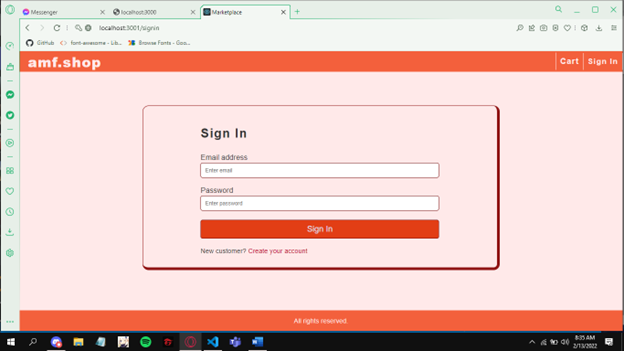 Messenger
localhost:3000
Marketplace
localhost:3001/signin
GitHub
font-awesome - Lib...
Browse Fonts - Goo...
amf.shop
Cart
Sign In
Sign In
Email address
Enter email
Password
Enter password
Sign In
New customer? Create your account
All rights reserved.
8:35 AM
2/13/2022